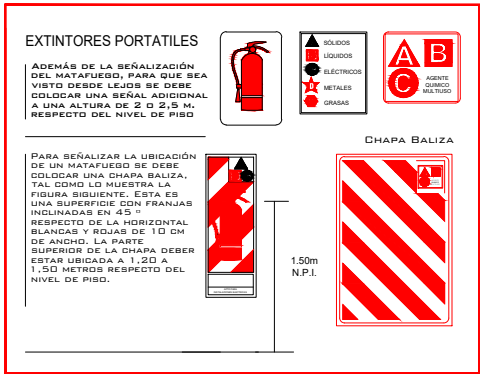 EXTINTORES PORTATILES
ADEMÁS DE LA SEÑALIZACIÓN
DEL MATAFUEGO, PARA QUE SEA
VISTO DESDE LEJOS SE DEBE
COLOCAR UNA SEÑAL ADICIONAL
A UNA ALTURA DE 2 O 2,5 M.
RESPECTO DEL NIVEL DE PISO
SÓLIDOS
LÍQUIDOS
ELÉCTRICOS
METALES
GRASAS
A B
C
AGENTE
QUIMICO
MULTIUSO
CHAPA BALIZA
PARA SEÑALIZAR LA UBICACIÓN
DE UN MATAFUEGO SE DEBE
COLOCAR UNA CHAPA BALIZA,
TAL COMO LO MUESTRA LA
FIGURA SIGUIENTE. ESTA ES
UNA SUPERFICIE CON FRANJAS
INCLINADAS EN 45 º
RESPECTO DE LA HORIZONTAL
BLANCAS Y ROJAS DE 10 CM
DE ANCHO. LA PARTE
SUPERIOR DE LA CHAPA DEBER
ESTAR UBICADA A 1,20 A
1,50 METROS RESPECTO DEL
NIVEL DE PISO.
1.50m
N.P.I.